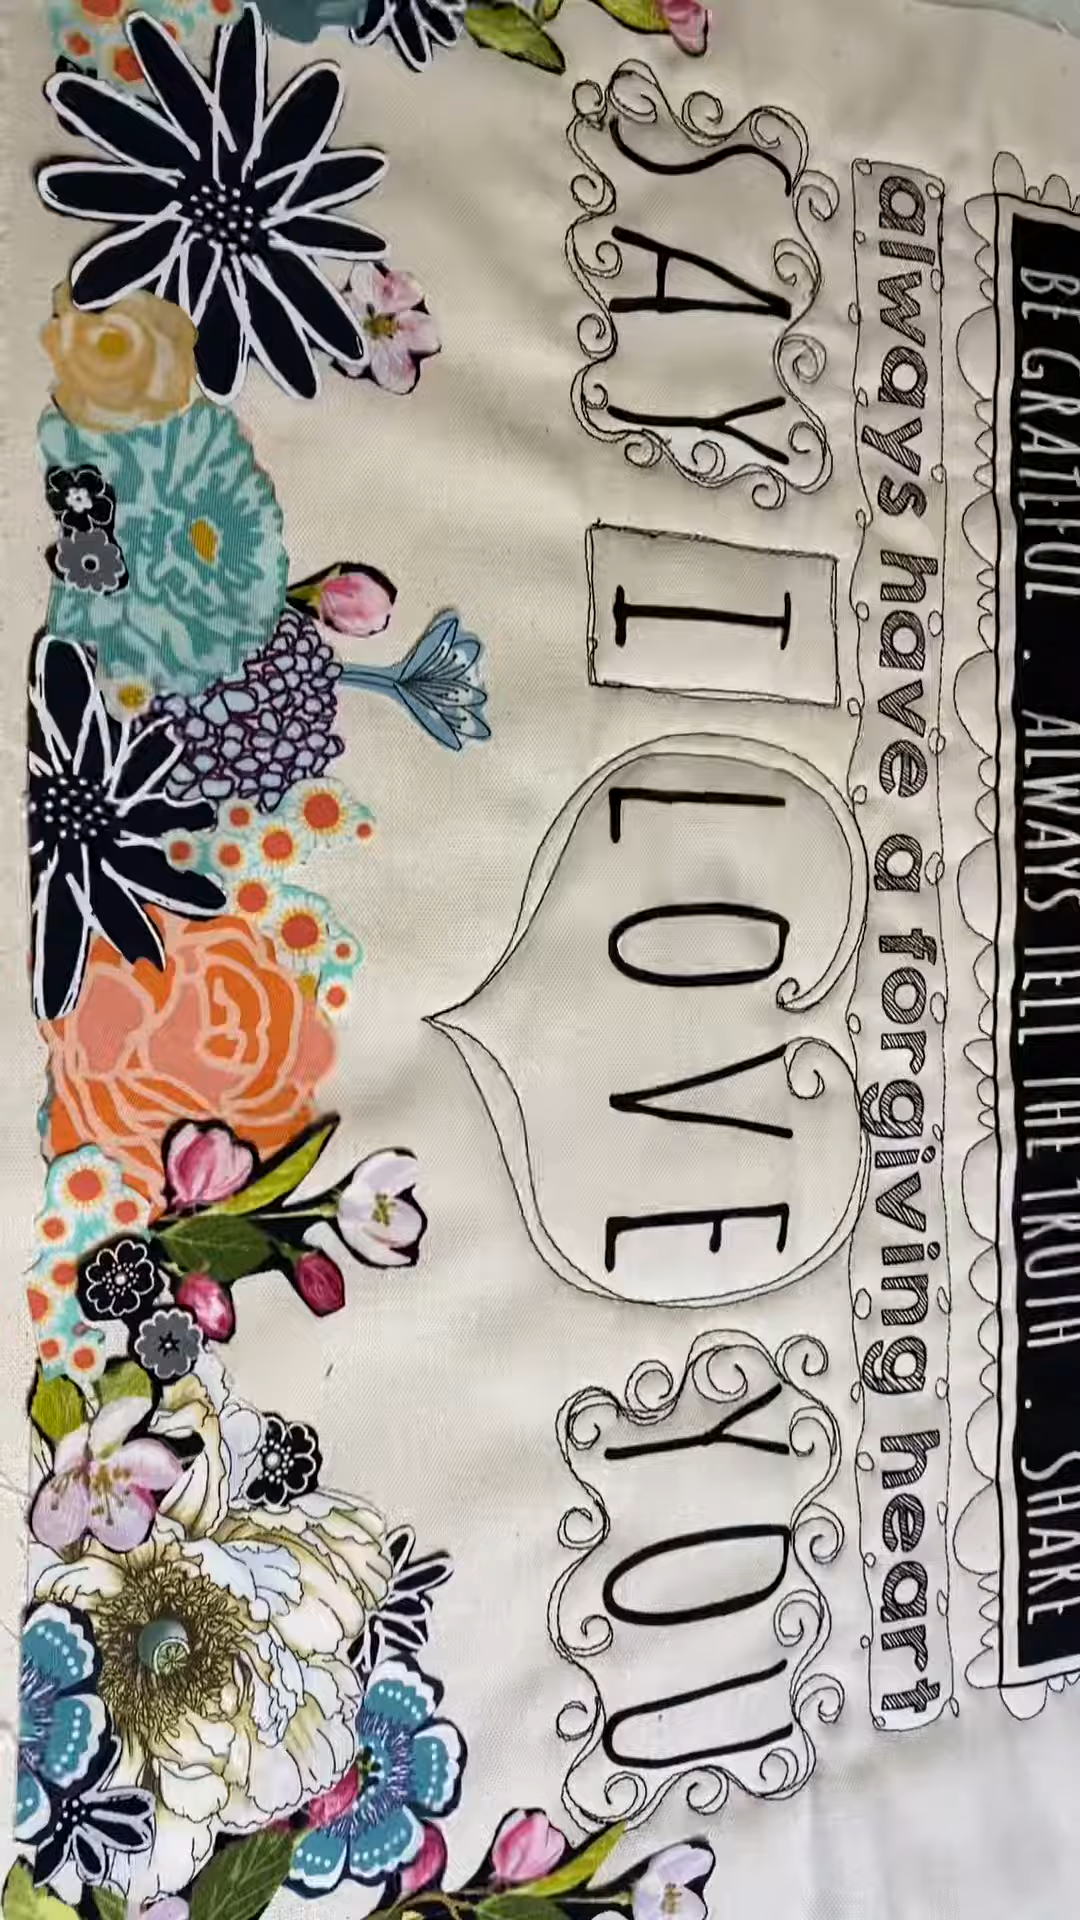 BE GRATEFUL . ALWAYS TELL THE TRUTH . SHARE
always have a forgiving heart
SAY I LOVE YOU